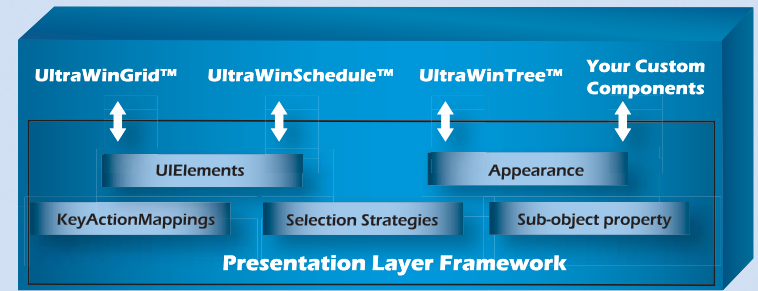 UltraWinGrid™
UltraWinSchedule™
UltraWinTree™
Your Custom
Components
UIElements
Appearance
KeyActionMappings
Selection Strategies
Sub-object property
Presentation Layer Framework